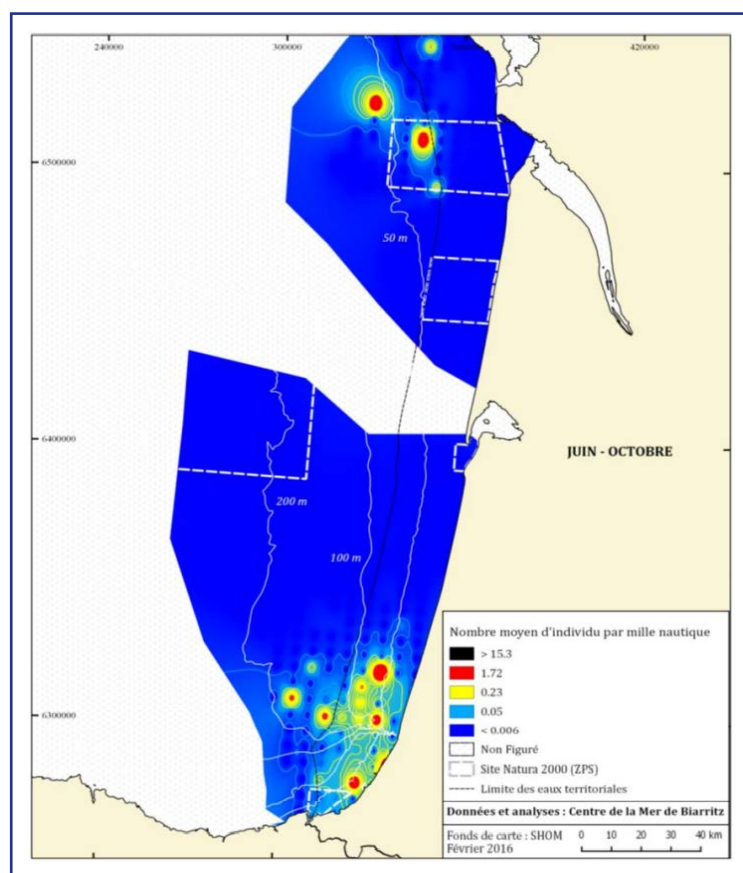 240000
300000
420000
6500000
50 m
6400000
JUIN - OCTOBRE
200 m
100 m
6300000
Nombre moyen d'individu par mille nautique
> 15.3
1.72
0.23
0.05
< 0.006
Non Figuré
Site Natura 2000 (ZPS)
Limite des eaux territoriales
Données et analyses : Centre de la Mer de Biarritz
Fonds de carte : SHOM
Février 2016
0 10 20 40 km